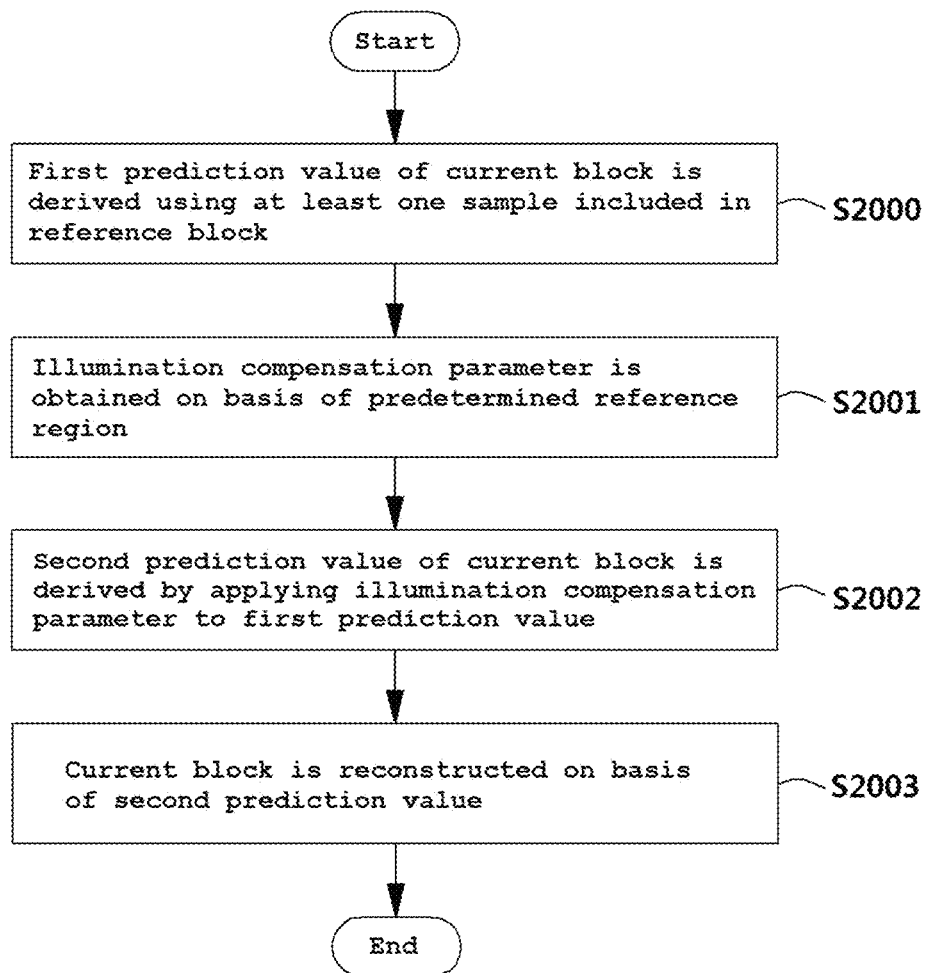 Start
First prediction value of current block is
derived using at least one sample included in
reference block
S2000
Illumination compensation parameter is
obtained on basis of predetermined reference
region
S2001
Second prediction value of current block is
derived by applying illumination compensation
parameter to first prediction value
S2002
Current block is reconstructed on basis
of second prediction value
S2003
End